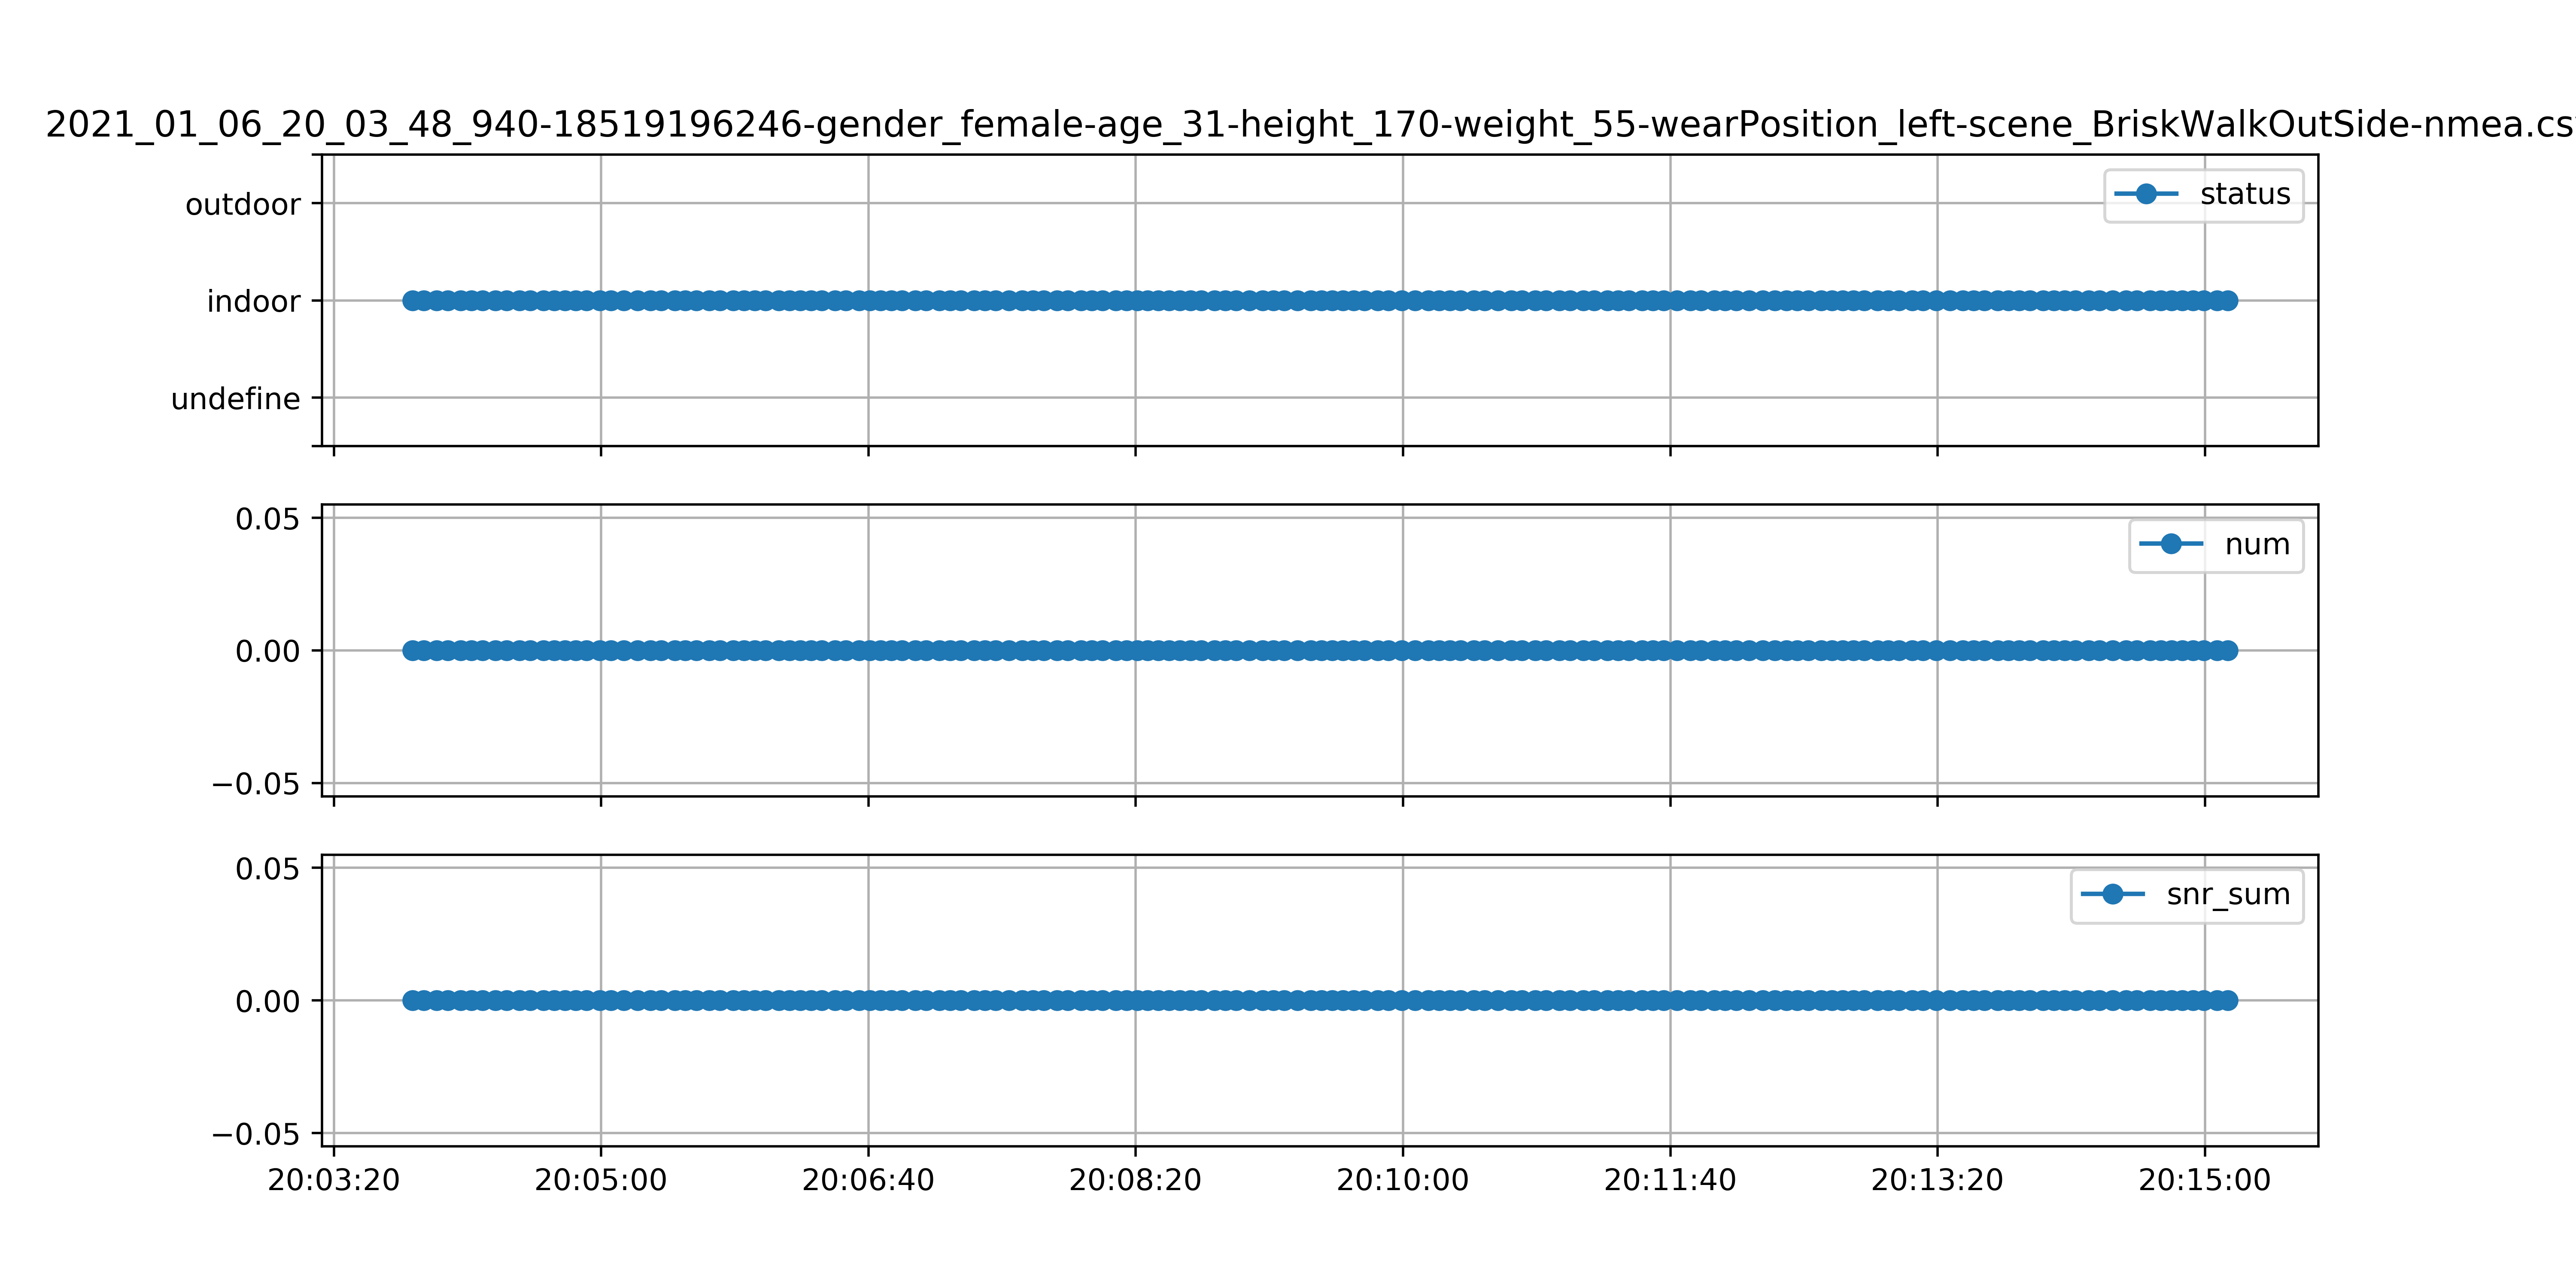 2021_01_06_20_03_48_940-18519196246-gender_female-age_31-height_170-weight_55-wearPosition_left-scene_BriskWalkOutSide-nmea.cs
outdoor
status
indoor
undefine
0.05
num
0.00
−0.05
0.05
snr_sum
0.00
−0.05
20:03:20 20:05:00 20:06:40 20:08:20 20:10:00 20:11:40 20:13:20 20:15:00